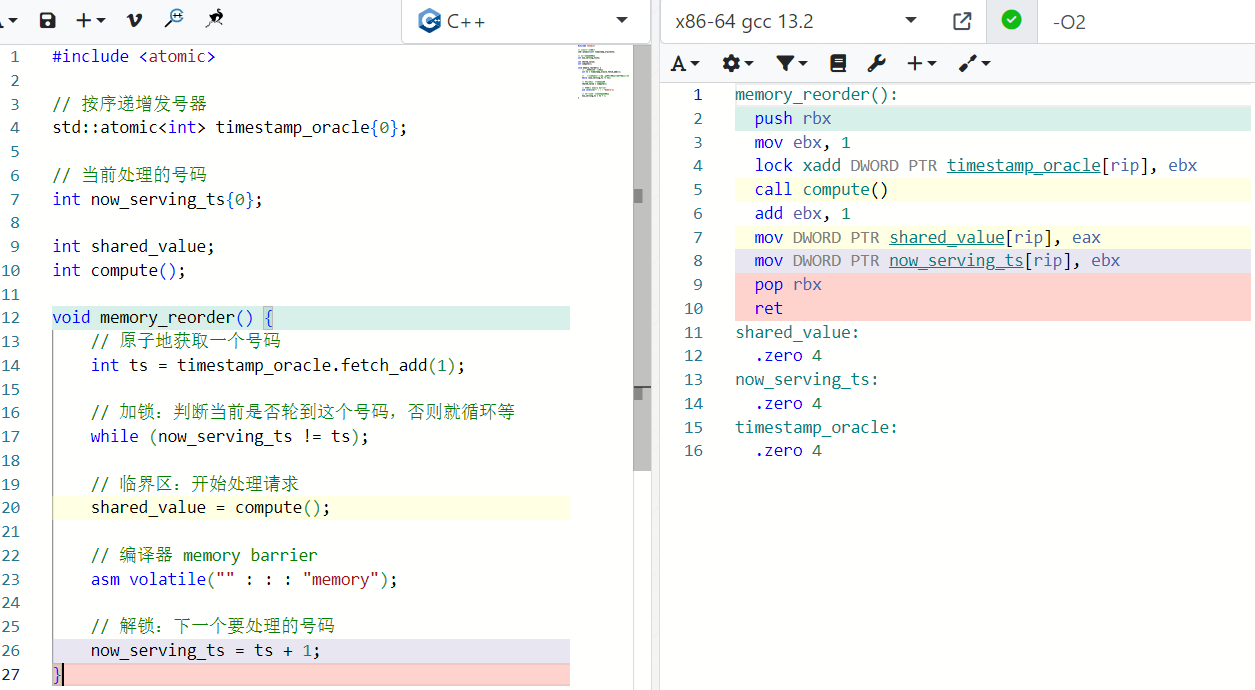 C++
1 #include <atomic>
2
3 // 按序递增发号器
4 std::atomic<int> timestamp_oracle{0};
5
6 // 当前处理的号码
7 int now_serving_ts{0};
8
9 int shared_value;
10 int compute();
11
12 void memory_reorder() {
13 // 原子地获取一个号码
14 int ts = timestamp_oracle.fetch_add(1);
15
16 // 加锁：判断当前是否轮到这个号码，否则就循环等
17 while (now_serving_ts != ts);
18
19 // 临界区：开始处理请求
20 shared_value = compute();
21
22 // 编译器 memory barrier
23 asm volatile("" : : : "memory");
24
25 // 解锁：下一个要处理的号码
26 now_serving_ts = ts + 1;
27 }
x86-64 gcc 13.2
-O2
A
1 memory_reorder():
2 push rbx
3 mov ebx, 1
4 lock xadd DWORD PTR timestamp_oracle[rip], ebx
5 call compute()
6 add ebx, 1
7 mov DWORD PTR shared_value[rip], eax
8 mov DWORD PTR now_serving_ts[rip], ebx
9 pop rbx
10 ret
11 shared_value:
12 .zero 4
13 now_serving_ts:
14 .zero 4
15 timestamp_oracle:
16 .zero 4